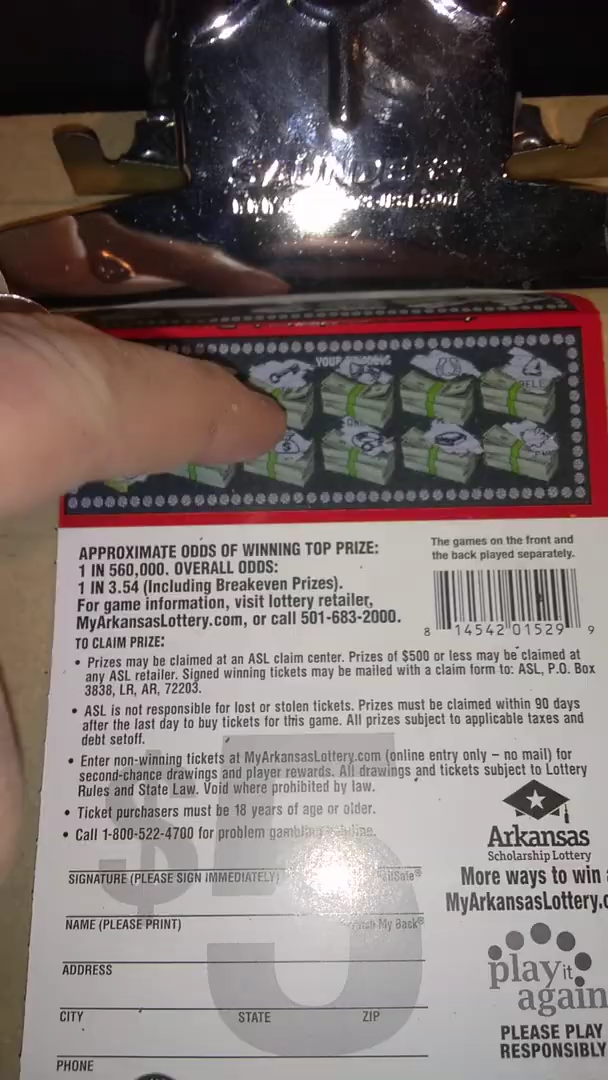 SAUNDERS
YOUR
BELL
APPROXIMATE ODDS OF WINNING TOP PRIZE:
1 IN 560,000. OVERALL ODDS:
1 IN 3.54 (Including Breakeven Prizes).
For game information, visit lottery retailer,
MyArkansasLottery.com, or call 501-683-2000.
The games on the front and
the back played separately.
8 14542 01529 9
TO CLAIM PRIZE:
• Prizes may be claimed at an ASL claim center. Prizes of $500 or less may be claimed at
any ASL retailer. Signed winning tickets may be mailed with a claim form to: ASL, P.O. Box
3838, LR, AR, 72203.
• ASL is not responsible for lost or stolen tickets. Prizes must be claimed within 90 days
after the last day to buy tickets for this game. All prizes subject to applicable taxes and
debt setoff.
• Enter non-winning tickets at MyArkansasLottery.com (online entry only – no mail) for
second-chance drawings and player rewards. All drawings and tickets subject to Lottery
Rules and State Law. Void where prohibited by law.
• Ticket purchasers must be 18 years of age or older.
• Call 1-800-522-4700 for problem gambling
$5
Arkansas
Scholarship Lottery
More ways to win
MyArkansasLottery.c
SIGNATURE (PLEASE SIGN IMMEDIATELY)
NAME (PLEASE PRINT)
My Back®
ADDRESS
CITY STATE ZIP
PHONE
play it
again
PLEASE PLAY
RESPONSIBLY